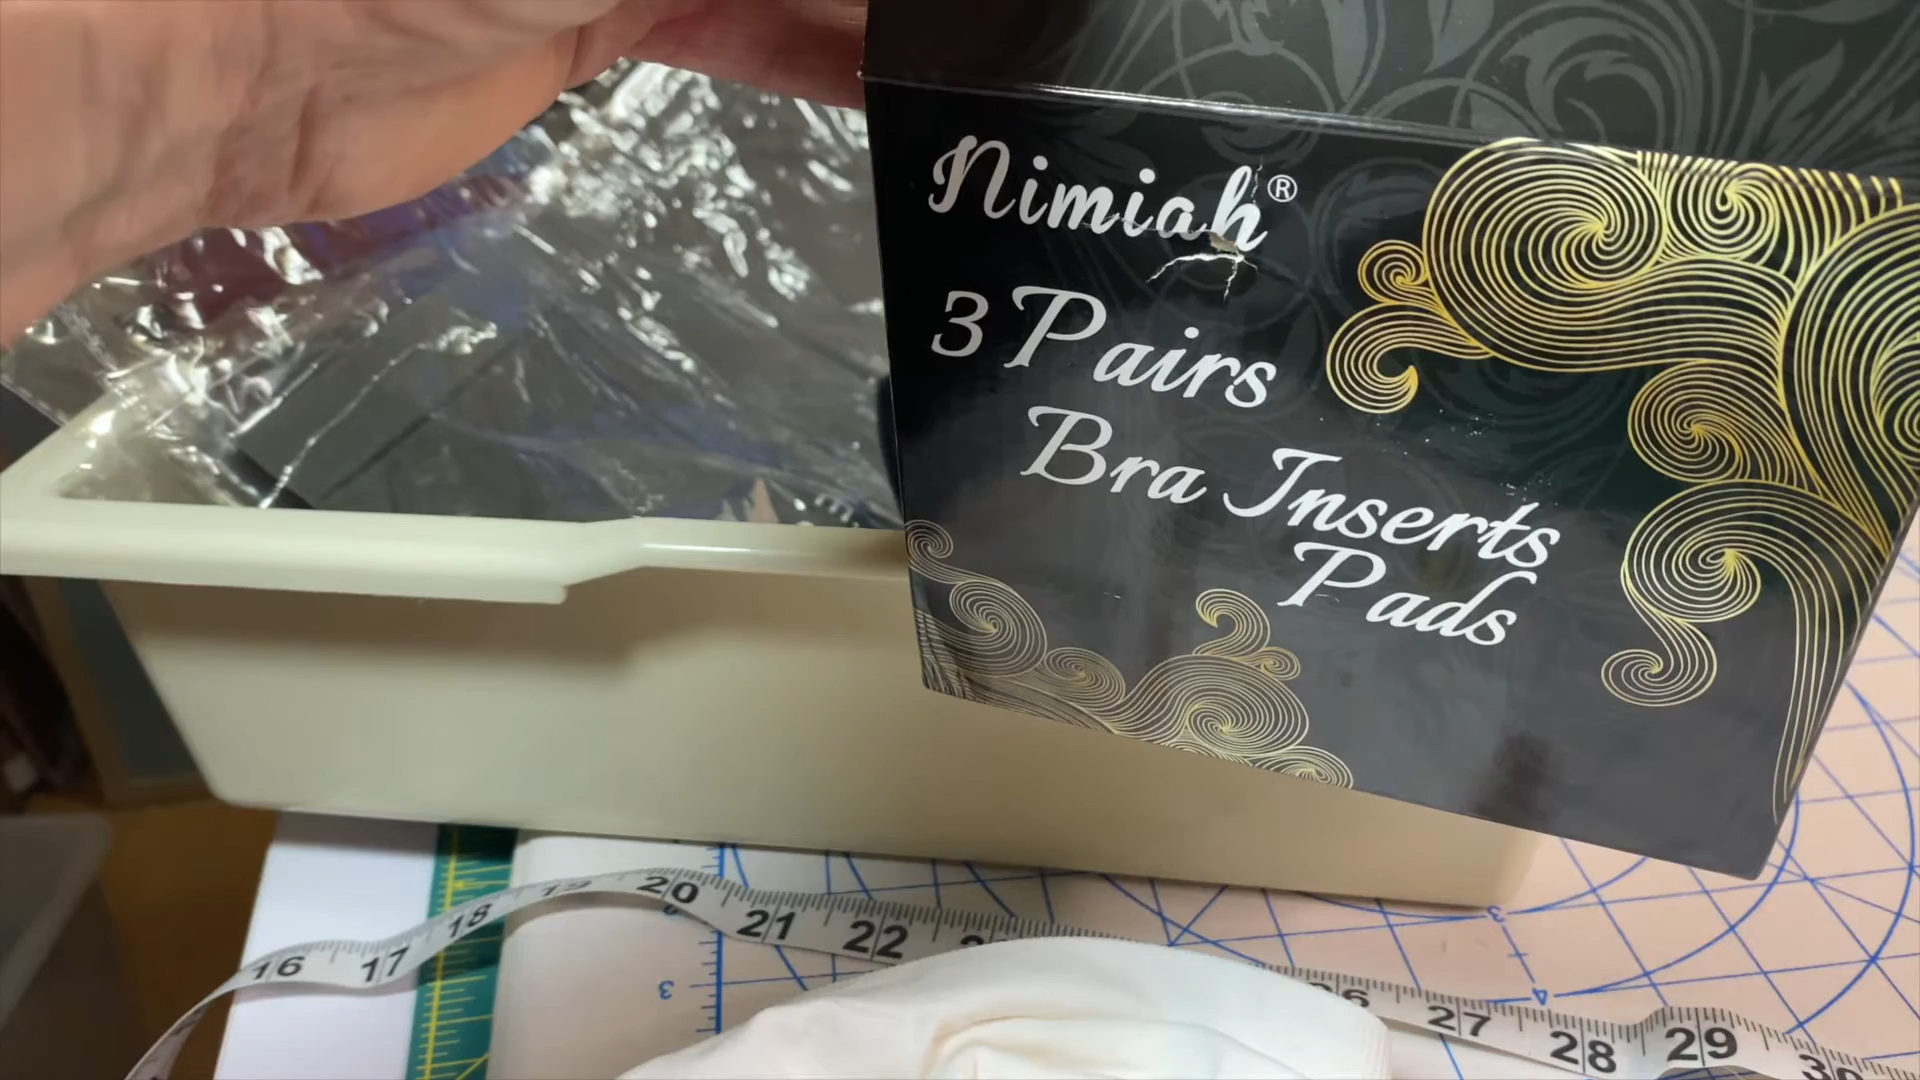 Nimiah®
3 Pairs
Bra Inserts
Pads
16 17 18 19 20 21 22 26 27 28 29
3
3
4